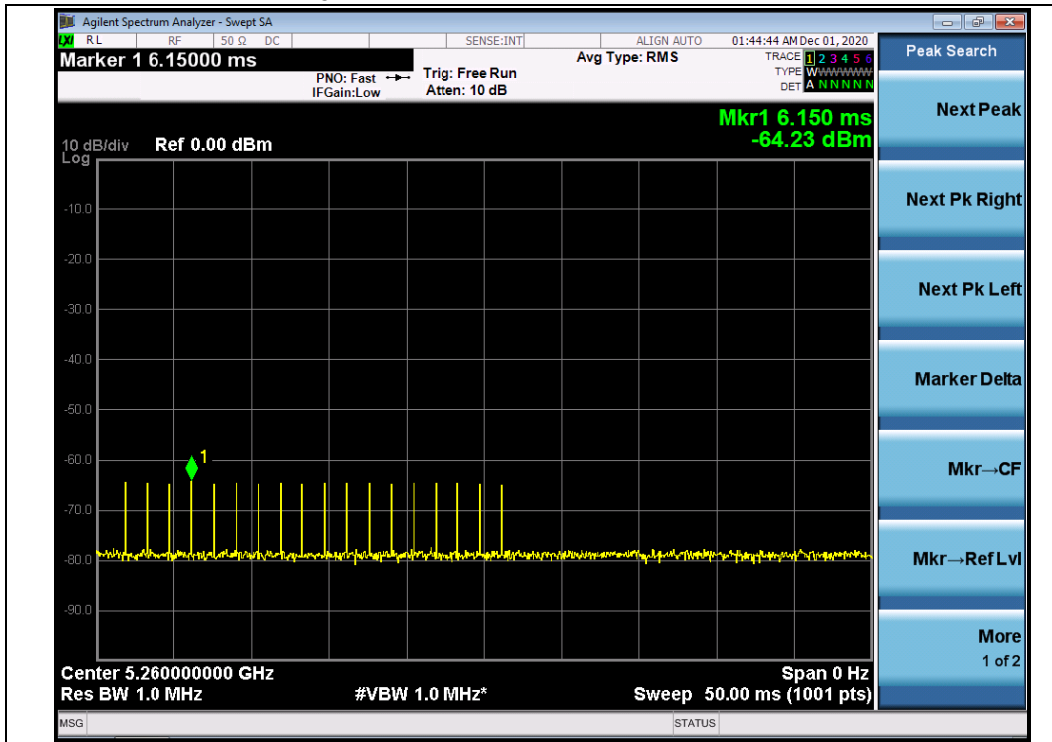 Agilent Spectrum Analyzer - Swept SA
LXI RL RF 50 Ω DC SENSE:INT ALIGN AUTO 01:44:44 AM Dec 01, 2020
Marker 1 6.15000 ms
PNO: Fast
IFGain:Low
Trig: Free Run
Atten: 10 dB
Avg Type: RMS
TRACE 1 2 3 4 5 6
TYPE WWWWWW
DET A N N N N N
Mkr1 6.150 ms
-64.23 dBm
10 dB/div Ref 0.00 dBm
Log
-10.0
-20.0
-30.0
-40.0
-50.0
-60.0
-70.0
-80.0
-90.0
1
Center 5.260000000 GHz
Span 0 Hz
Res BW 1.0 MHz
#VBW 1.0 MHz*
Sweep 50.00 ms (1001 pts)
MSG
STATUS
Peak Search
Next Peak
Next Pk Right
Next Pk Left
Marker Delta
Mkr→CF
Mkr→Ref Lvl
More
1 of 2